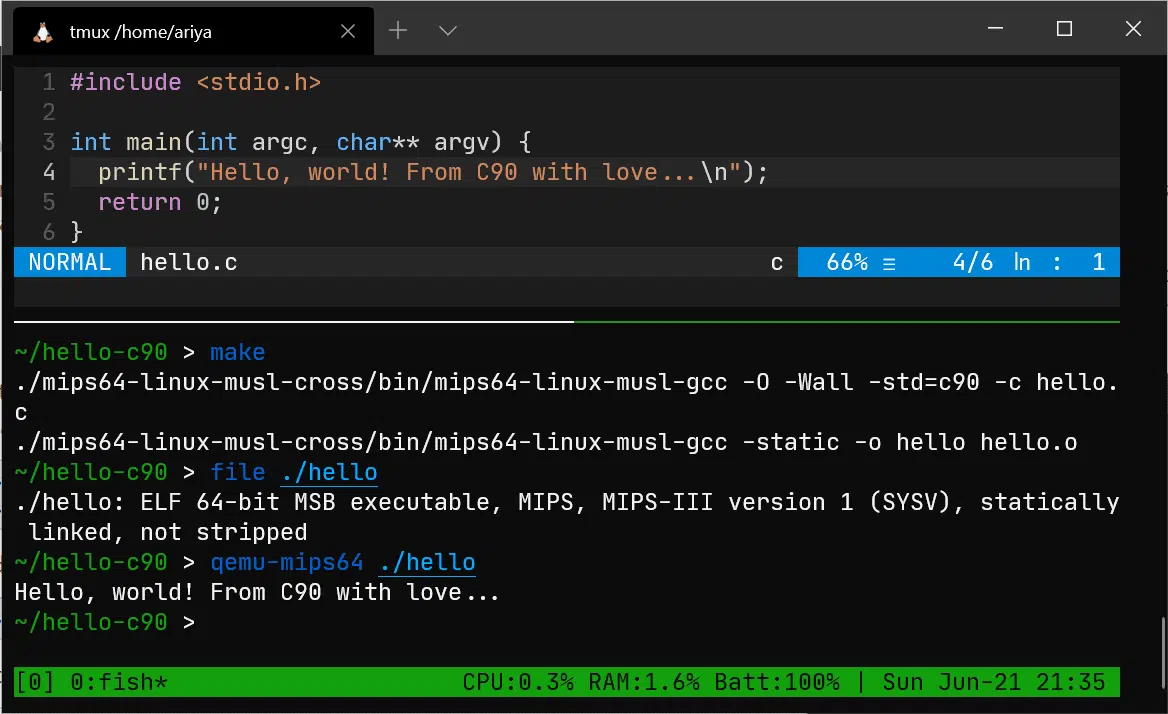 tmux /home/ariya
1 #include <stdio.h>
2
3 int main(int argc, char** argv) {
4   printf("Hello, world! From C90 with love...\n");
5   return 0;
6 }
NORMAL hello.c c 66% ≡ 4/6 ln : 1
~/hello-c90 > make
./mips64-linux-musl-cross/bin/mips64-linux-musl-gcc -O -Wall -std=c90 -c hello.
c
./mips64-linux-musl-cross/bin/mips64-linux-musl-gcc -static -o hello hello.o
~/hello-c90 > file ./hello
./hello: ELF 64-bit MSB executable, MIPS, MIPS-III version 1 (SYSV), statically
 linked, not stripped
~/hello-c90 > qemu-mips64 ./hello
Hello, world! From C90 with love...
~/hello-c90 >
[0] 0:fish* CPU:0.3% RAM:1.6% Batt:100% | Sun Jun-21 21:35